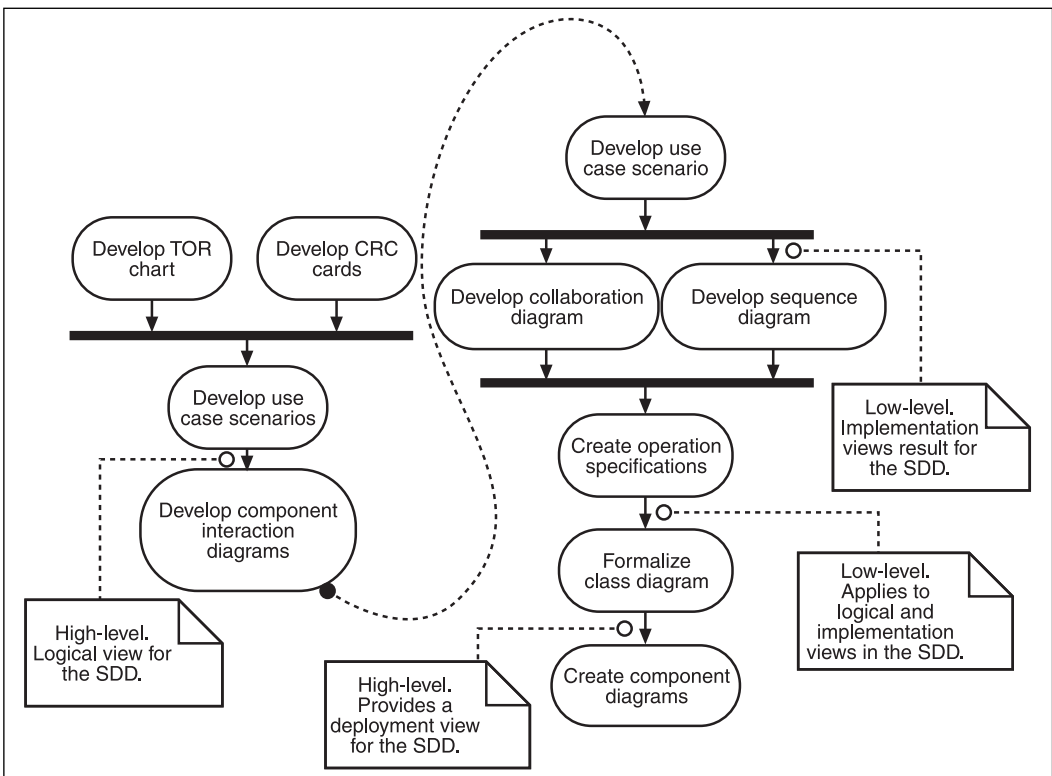 Develop TOR
chart
Develop CRC
cards
Develop use
case scenarios
Develop component
interaction
diagrams
High-level.
Logical view for
the SDD.
Develop use
case scenario
Develop collaboration
diagram
Develop sequence
diagram
Low-level.
Implementation
views result for
the SDD.
Create operation
specifications
Formalize
class diagram
Low-level.
Applies to
logical and
implementation
views in the SDD.
High-level.
Provides a
deployment view
for the SDD.
Create component
diagrams